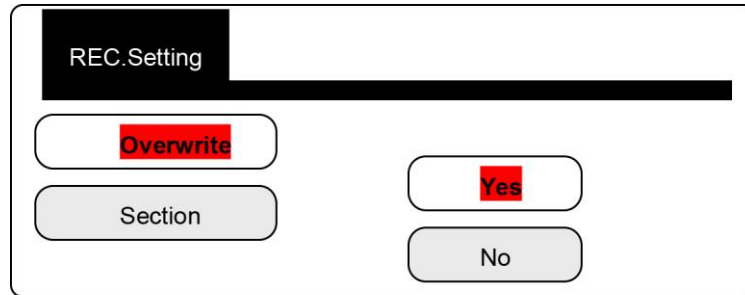 REC.Setting
Overwrite
Yes
Section
No